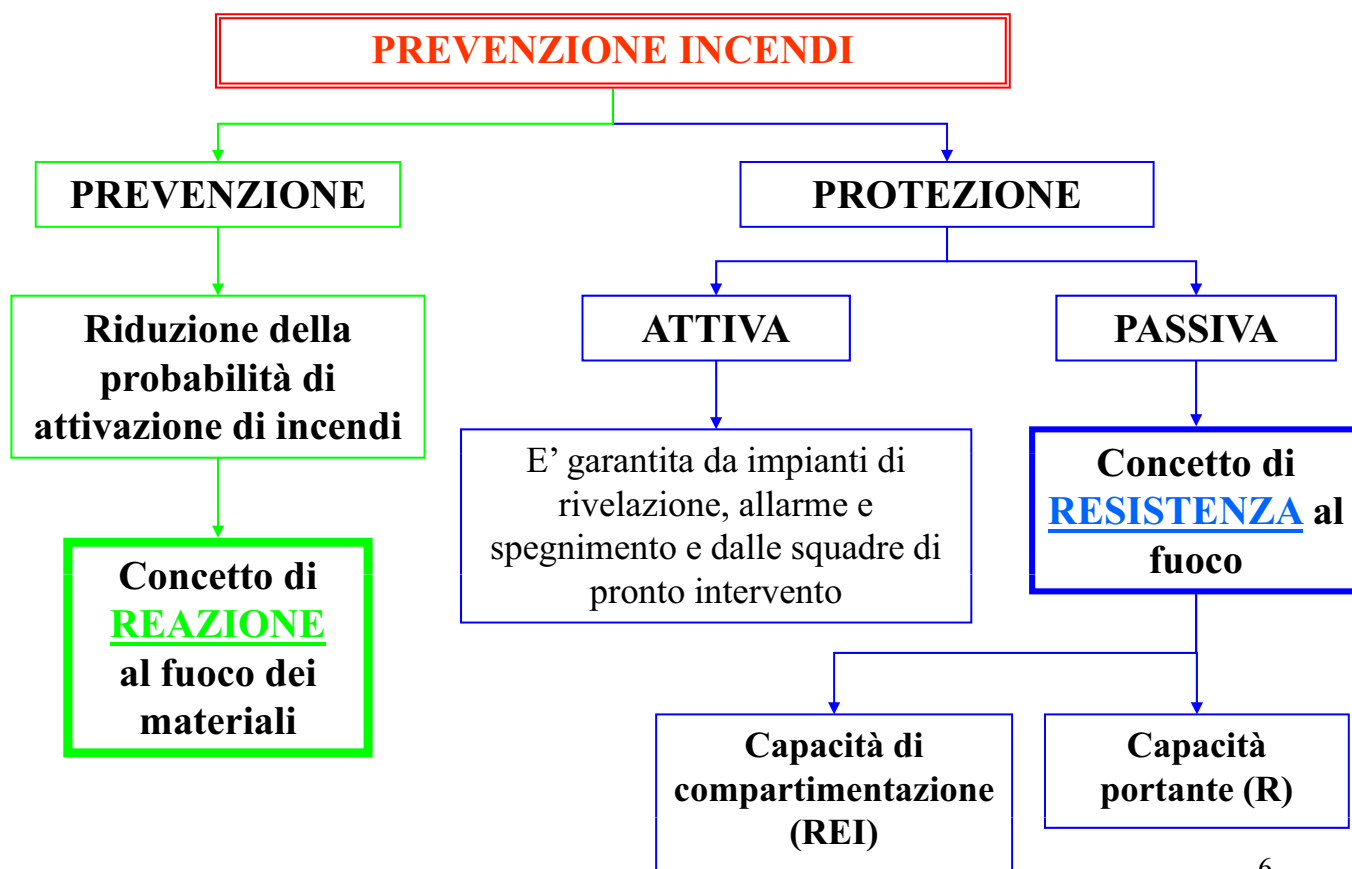 PREVENZIONE INCENDI
PREVENZIONE
PROTEZIONE
Riduzione della
probabilità di
attivazione di incendi
ATTIVA
PASSIVA
E’ garantita da impianti di
rivelazione, allarme e
spegnimento e dalle squadre di
pronto intervento
Concetto di
RESISTENZA al
fuoco
Concetto di
REAZIONE
al fuoco dei
materiali
Capacità di
compartimentazione
(REI)
Capacità
portante (R)
6